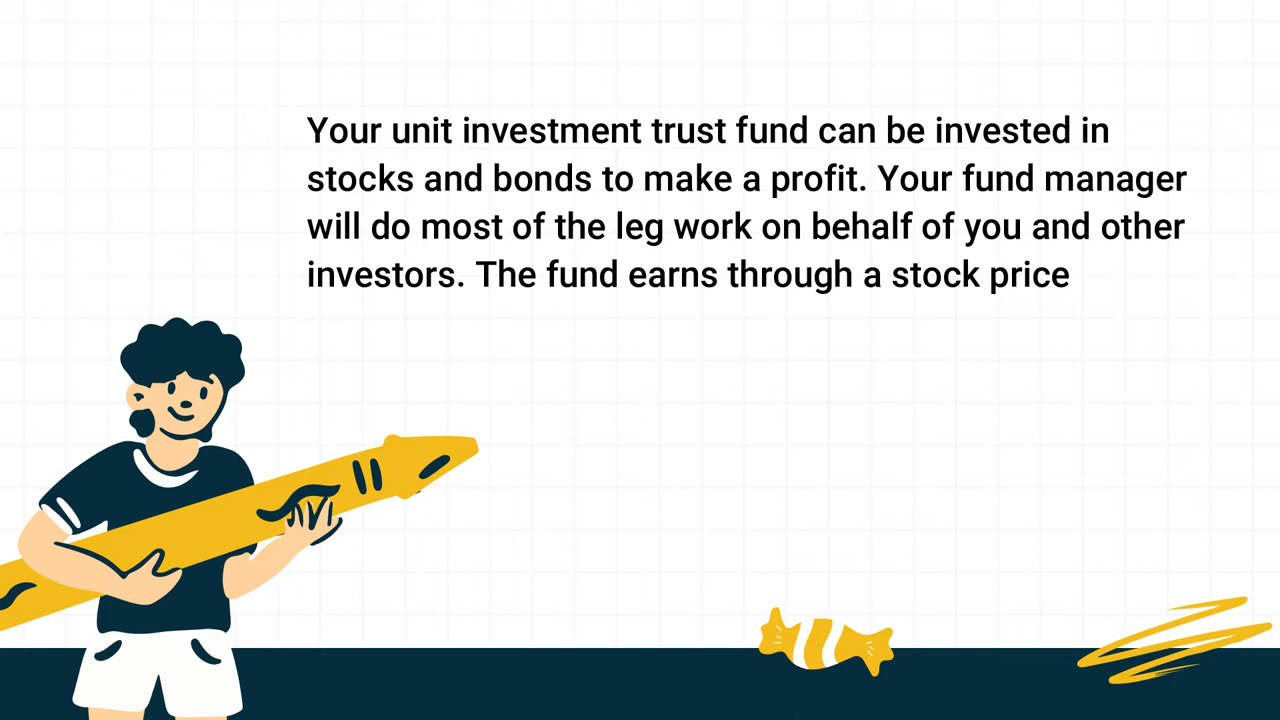 Your unit investment trust fund can be invested in
stocks and bonds to make a profit. Your fund manager
will do most of the leg work on behalf of you and other
investors. The fund earns through a stock price